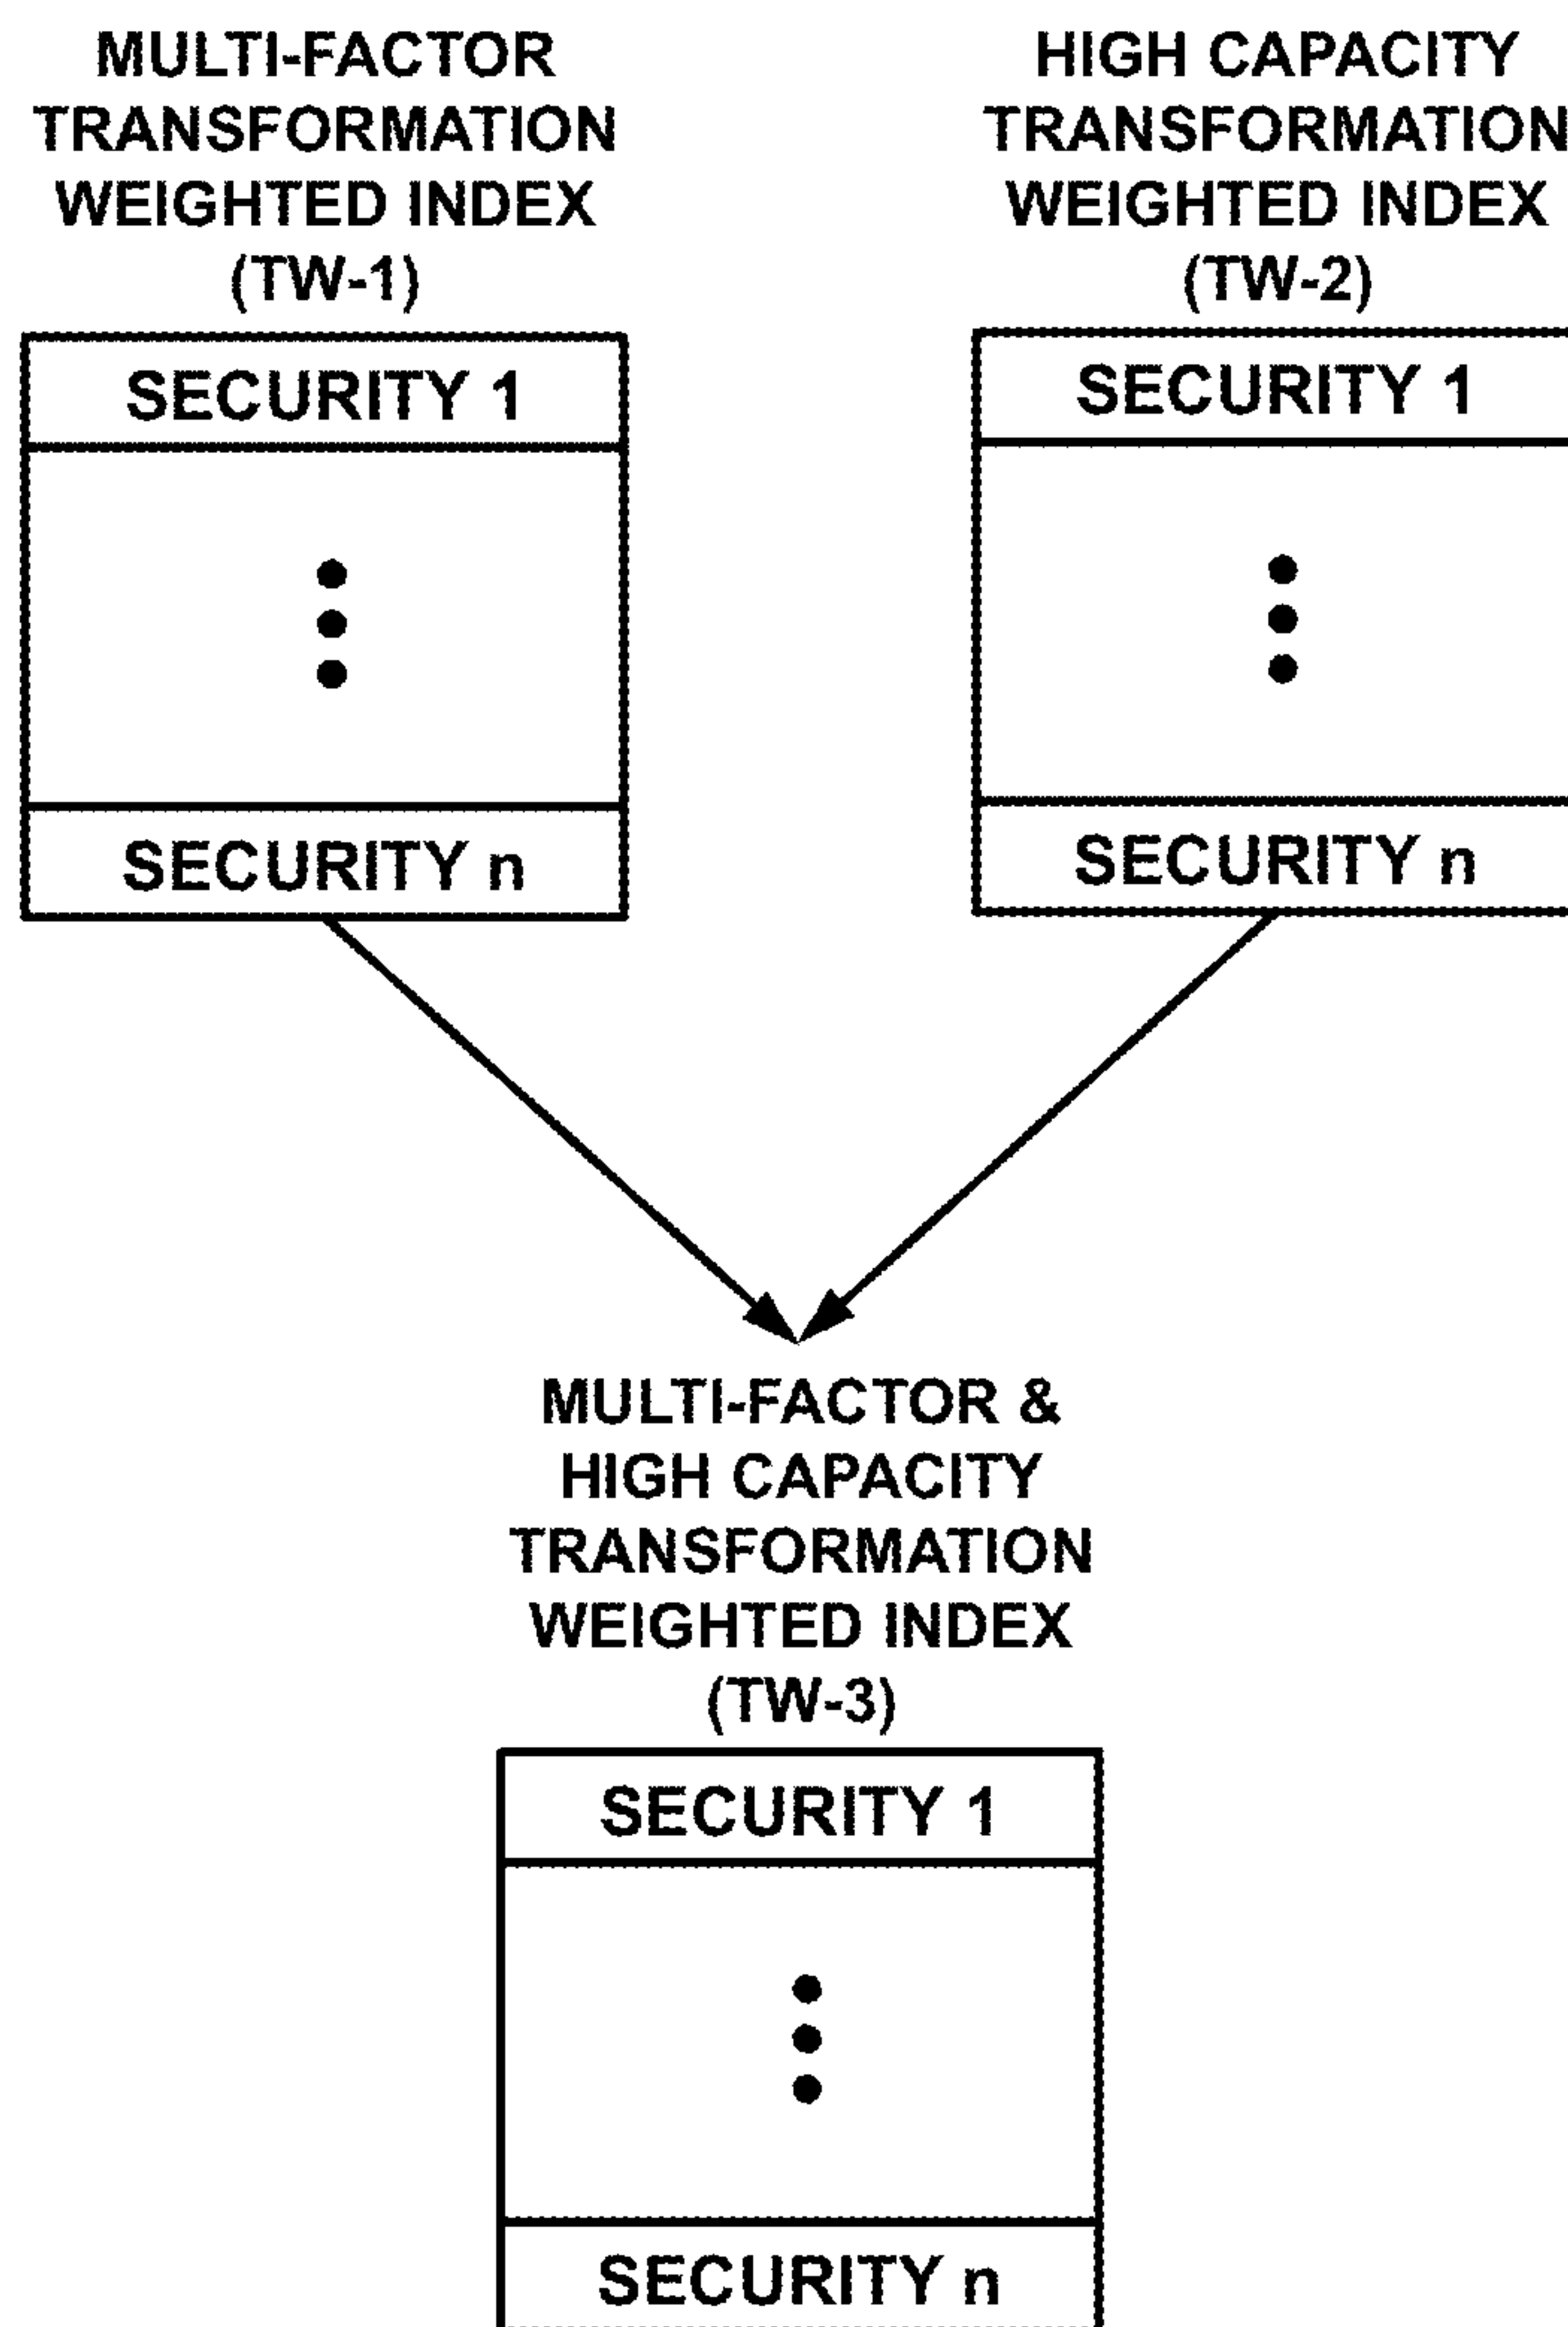 MULTI-FACTOR
TRANSFORMATION
WEIGHTED INDEX
(TW-1)
SECURITY 1
SECURITY n
HIGH CAPACITY
TRANSFORMATION
WEIGHTED INDEX
(TW-2)
SECURITY 1
SECURITY n
MULTI-FACTOR &
HIGH CAPACITY
TRANSFORMATION
WEIGHTED INDEX
(TW-3)
SECURITY 1
SECURITY n